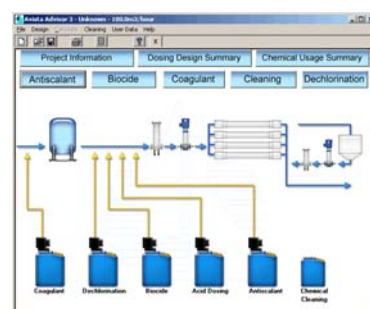 Avista Advisor 3 - Unknown - 100.0m3/hour
File Design Cleaning User Data Help
Project Information Dosing Design Summary Chemical Usage Summary
Antiscalant Biocide Coagulant Cleaning Dechlorination
Coagulant Dechlorination Biocide Acid Dosing Antiscalant Chemical
Cleaning